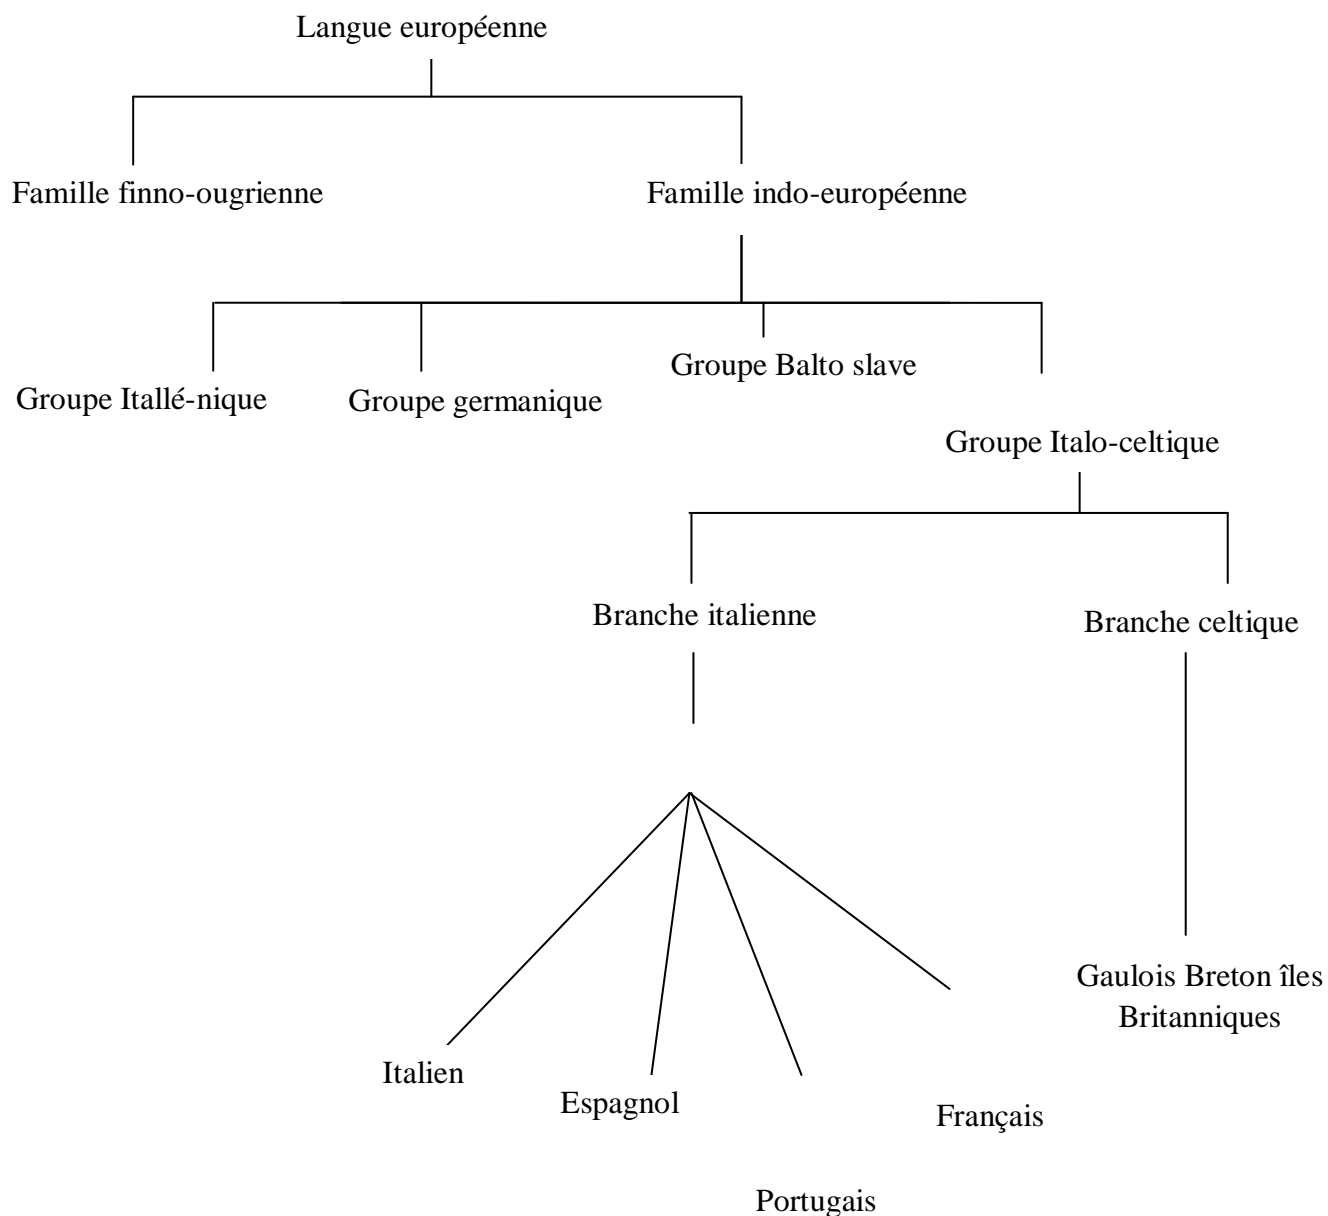 Langue européenne
Famille finno-ougrienne
Famille indo-européenne
Groupe Itallé-nique
Groupe germanique
Groupe Balto slave
Groupe Italo-celtique
Branche italienne
Branche celtique
Gaulois Breton îles
Britanniques
Italien
Espagnol
Portugais
Français